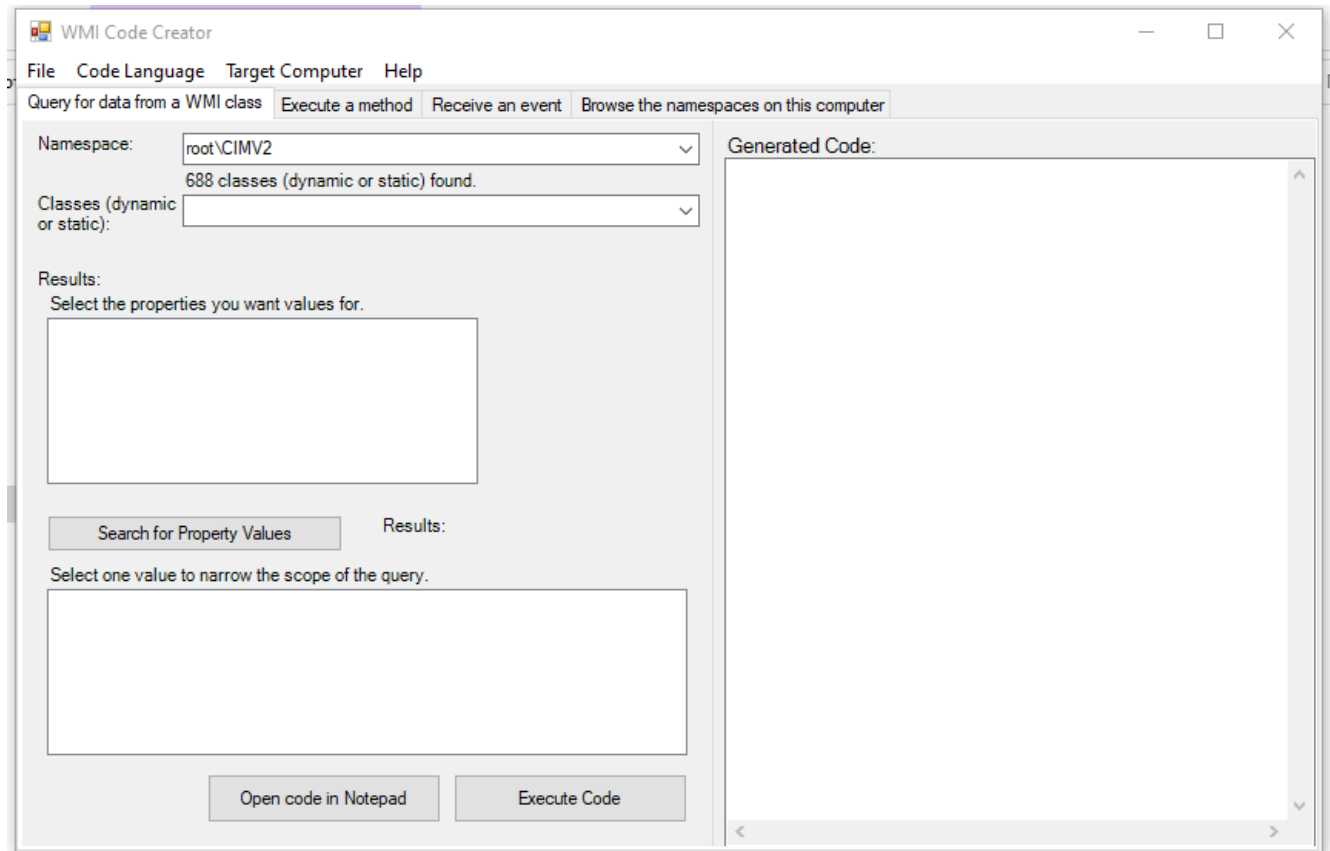 WMI Code Creator
File Code Language Target Computer Help
Query for data from a WMI class Execute a method Receive an event Browse the namespaces on this computer
Namespace: root\CIMV2 Generated Code:
688 classes (dynamic or static) found.
Classes (dynamic
or static):
Results:
Select the properties you want values for.
Search for Property Values Results:
Select one value to narrow the scope of the query.
Open code in Notepad Execute Code